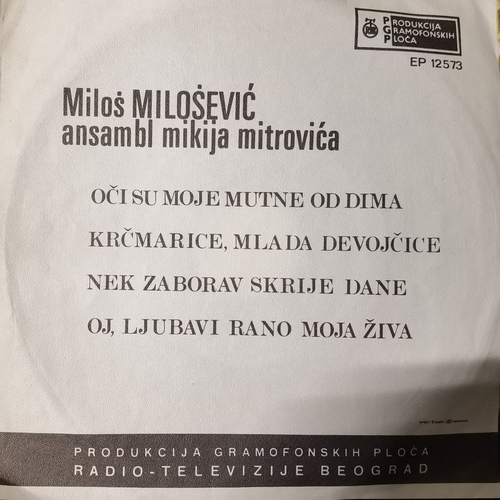 PRODUKCIJA
GRAMOFONSKIH
PLOČA
EP 12573
Miloš MILOŠEVIĆ
ansambl mikija mitrovića
OČI SU MOJE MUTNE OD DIMA
KRČMARICE, MLADA DEVOJČICE
NEK ZABORAV SKRIJE DANE
OJ, LJUBAVI RANO MOJA ŽIVA
PRODUKCIJA GRAMOFONSKIH PLOČA
RADIO-TELEVIZIJE BEOGRAD